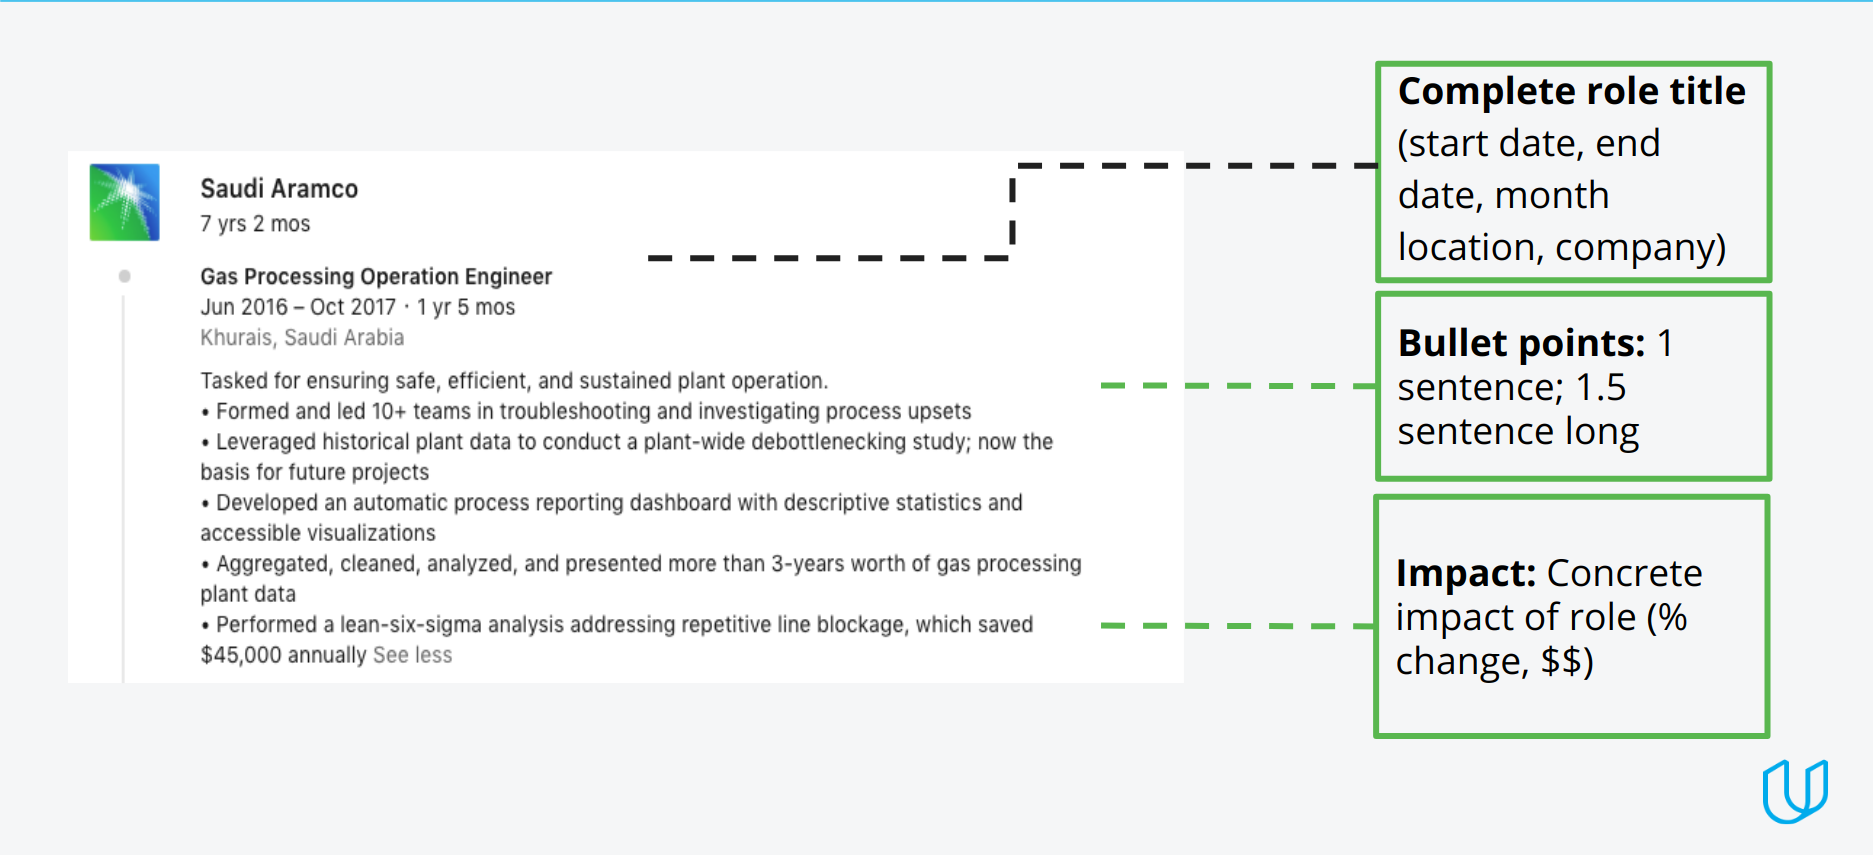 Saudi Aramco
7 yrs 2 mos
Gas Processing Operation Engineer
Jun 2016 – Oct 2017 · 1 yr 5 mos
Khurais, Saudi Arabia
Tasked for ensuring safe, efficient, and sustained plant operation.
• Formed and led 10+ teams in troubleshooting and investigating process upsets
• Leveraged historical plant data to conduct a plant-wide debottlenecking study; now the
basis for future projects
• Developed an automatic process reporting dashboard with descriptive statistics and
accessible visualizations
• Aggregated, cleaned, analyzed, and presented more than 3-years worth of gas processing
plant data
• Performed a lean-six-sigma analysis addressing repetitive line blockage, which saved
$45,000 annually See less
Complete role title
(start date, end
date, month
location, company)
Bullet points: 1
sentence; 1.5
sentence long
Impact: Concrete
impact of role (%
change, $$)